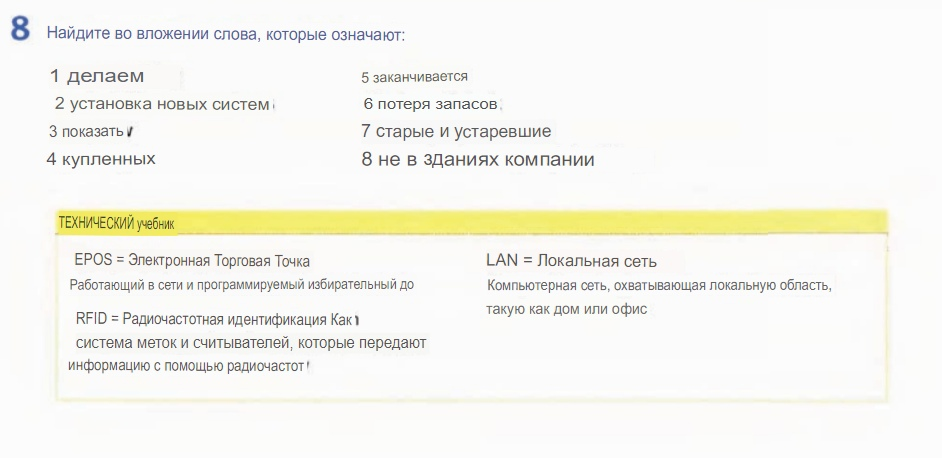 8 Найдите во вложении слова, которые означают:
1 делаем
2 установка новых систем
3 показать
4 купленных
5 заканчивается
6 потеря запасов
7 старые и устаревшие
8 не в зданиях компании
ТЕХНИЧЕСКИЙ учебник
EPOS = Электронная Торговая Точка
Работающий в сети и программируемый избирательный до
RFID = Радиочастотная идентификация Как
система меток и считывателей, которые передают
информацию с помощью радиочастот
LAN = Локальная сеть
Компьютерная сеть, охватывающая локальную область,
такую как дом или офис